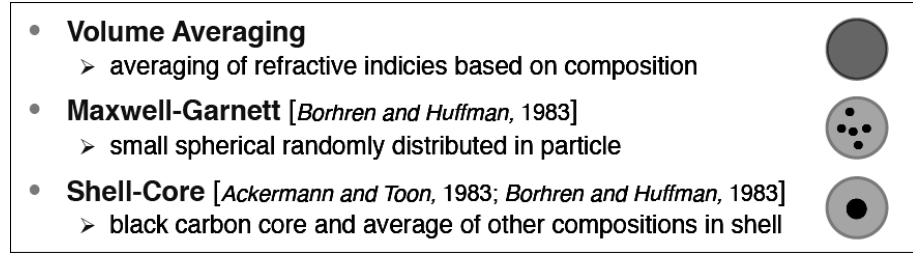 • Volume Averaging
➢ averaging of refractive indicies based on composition
• Maxwell-Garnett [Borhren and Huffman, 1983]
➢ small spherical randomly distributed in particle
• Shell-Core [Ackermann and Toon, 1983; Borhren and Huffman, 1983]
➢ black carbon core and average of other compositions in shell